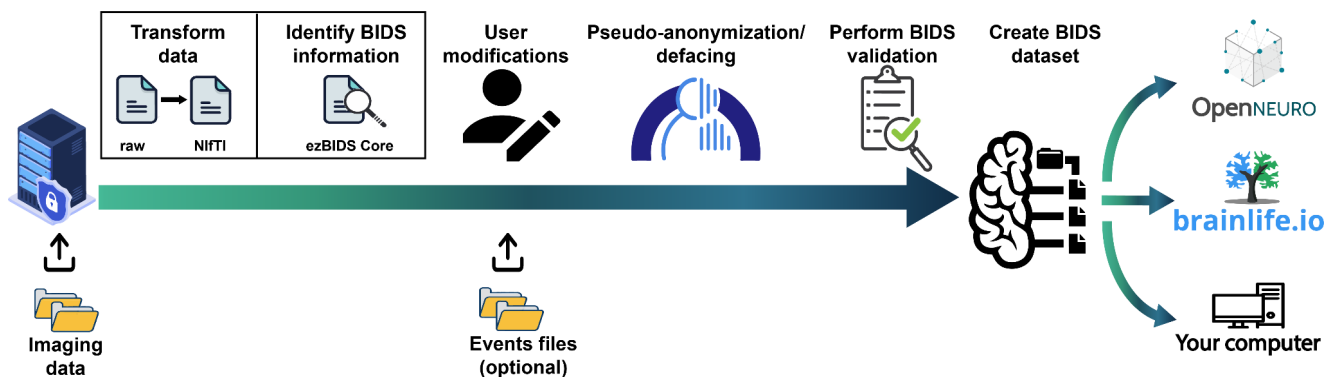 Transform
data
raw
NIfTI
Identify BIDS
information
ezBIDS Core
User
modifications
Pseudo-anonymization/
defacing
Perform BIDS
validation
Create BIDS
dataset
OPENNEURO
brainlife.io
Your computer
Imaging
data
Events files
(optional)